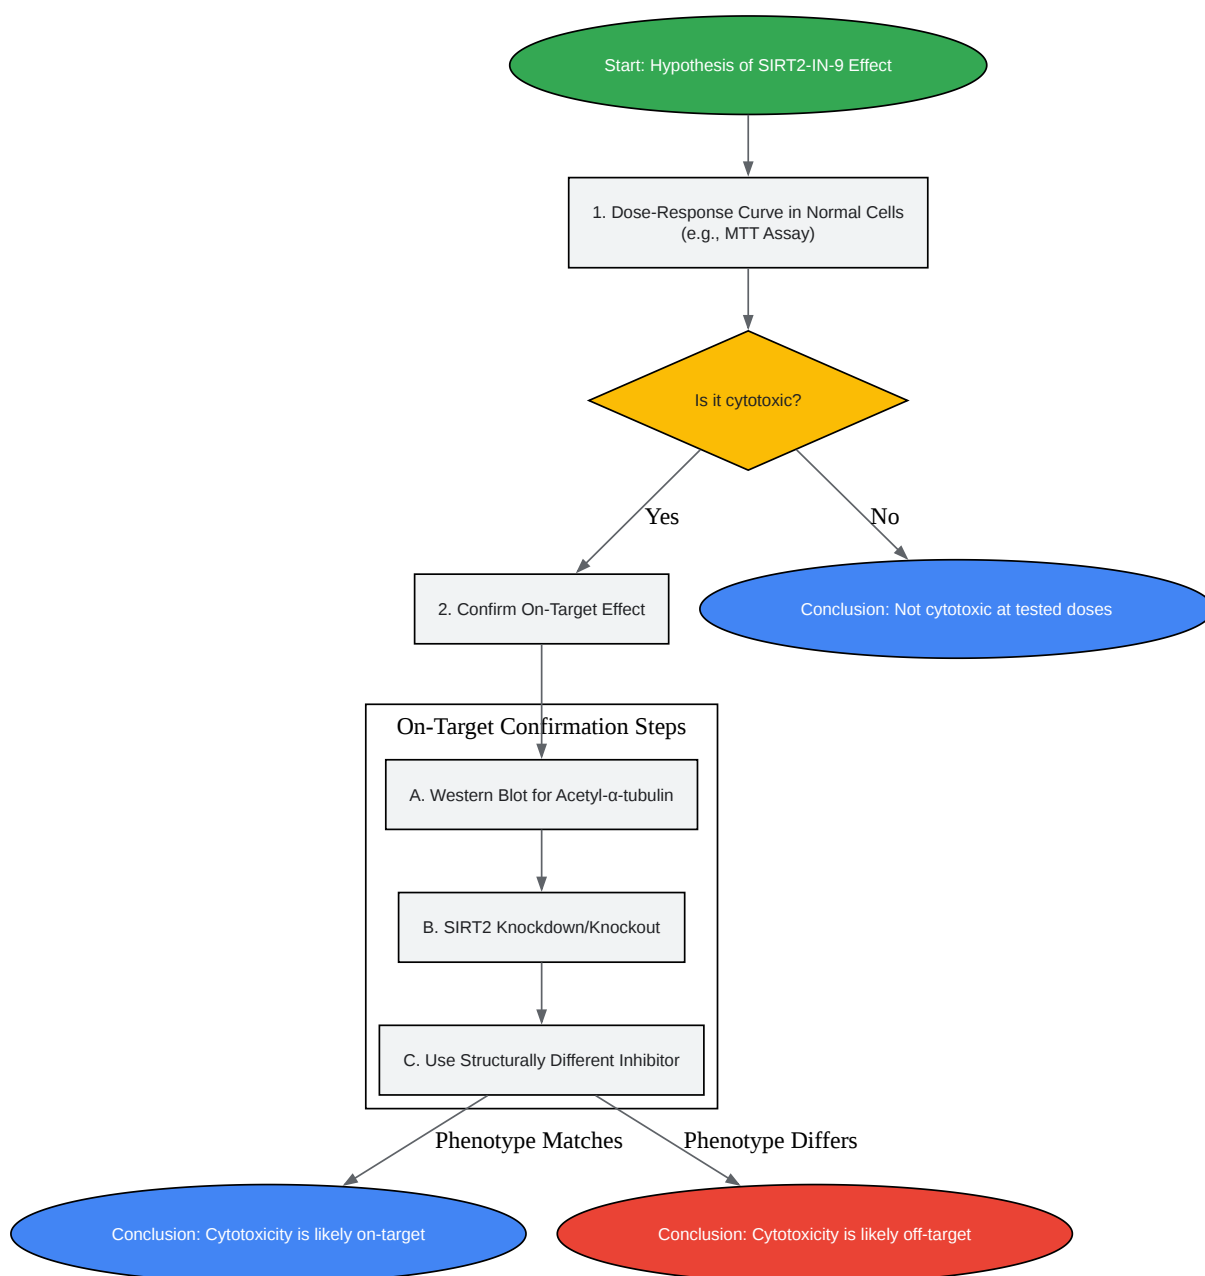 Start: Hypothesis of SIRT2-IN-9 Effect
1. Dose-Response Curve in Normal Cells
(e.g., MTT Assay)
Is it cytotoxic?
Yes
No
2. Confirm On-Target Effect
Conclusion: Not cytotoxic at tested doses
On-Target Confirmation Steps
A. Western Blot for Acetyl-α-tubulin
B. SIRT2 Knockdown/Knockout
C. Use Structurally Different Inhibitor
Phenotype Matches
Phenotype Differs
Conclusion: Cytotoxicity is likely on-target
Conclusion: Cytotoxicity is likely off-target